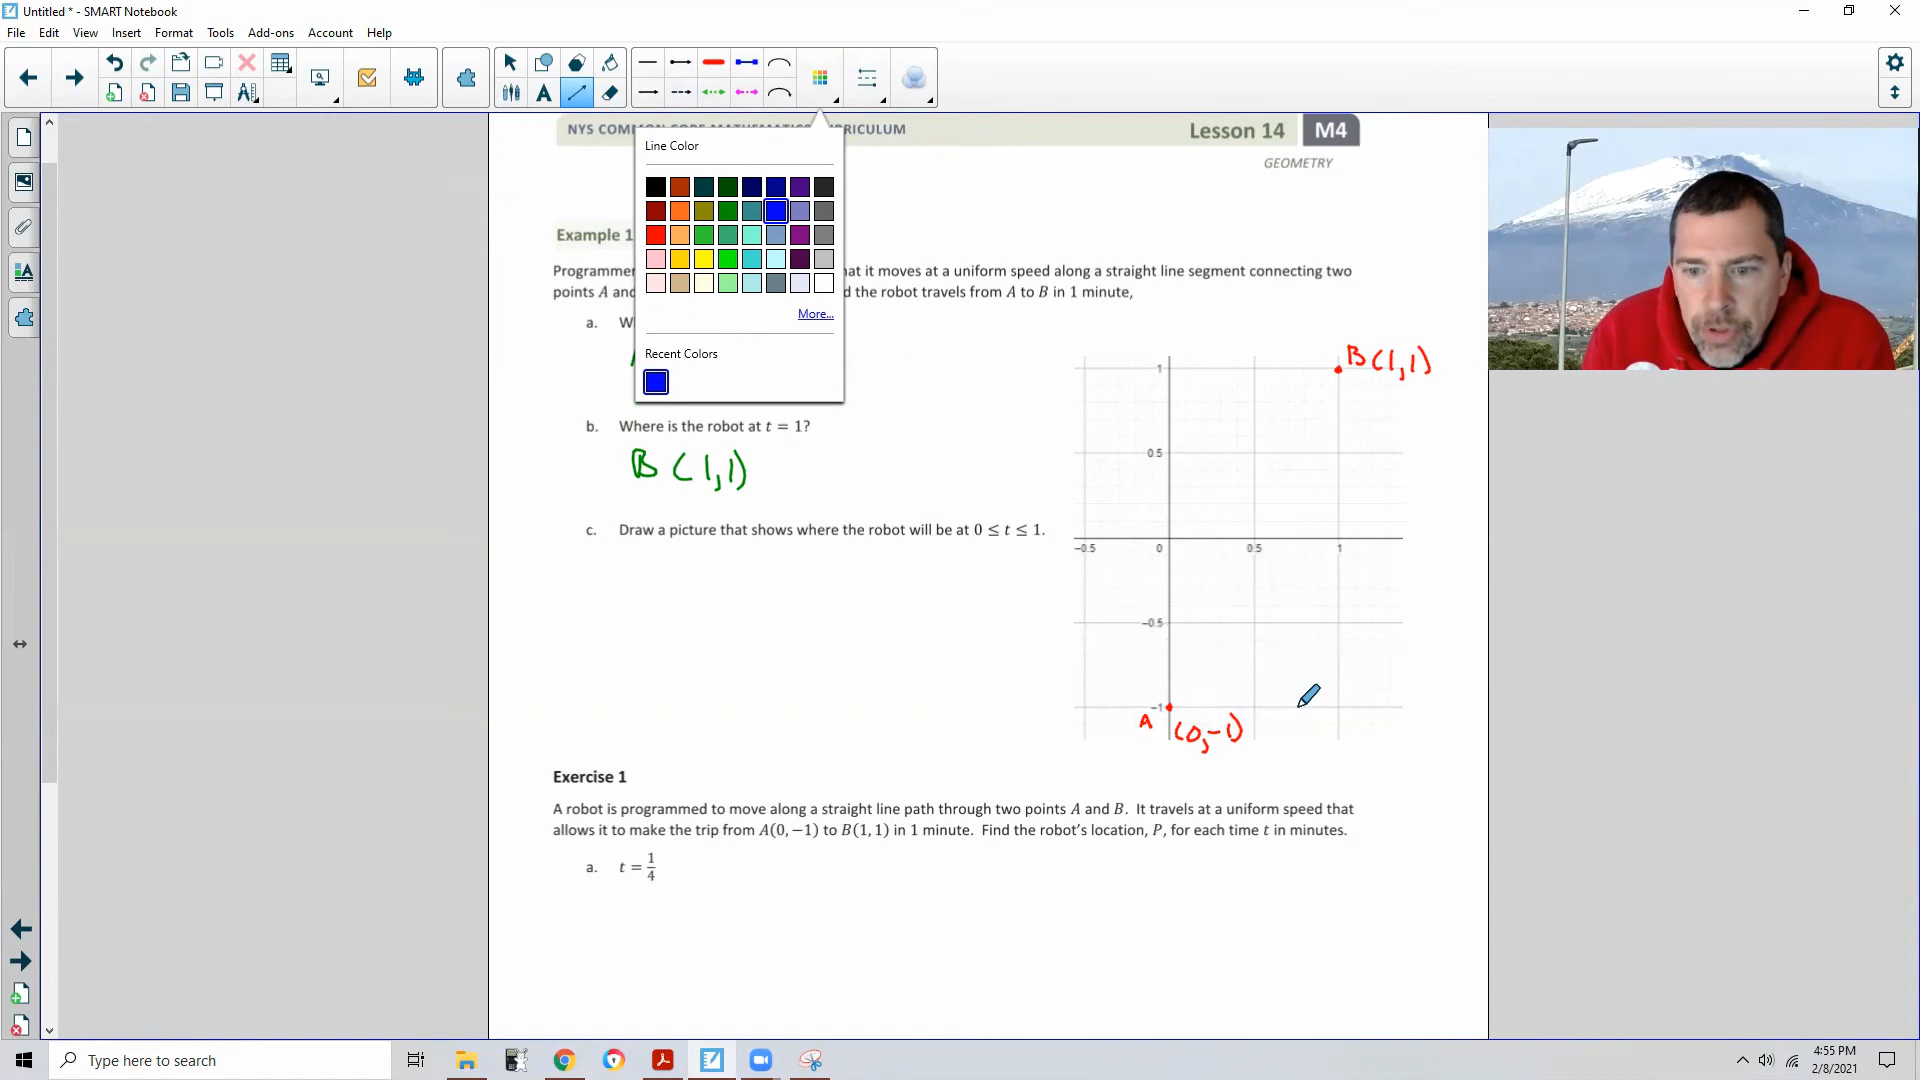 Untitled * - SMART Notebook
File Edit View Insert Format Tools Add-ons Account Help
NYS COMMON CORE MATHEMATICS CURRICULUM
Lesson 14 M4
GEOMETRY
Line Color
More...
Recent Colors
Example 1
Programmer hat it moves at a uniform speed along a straight line segment connecting two
points A and d the robot travels from A to B in 1 minute,
a. W
b. Where is the robot at t = 1?
B (1,1)
c. Draw a picture that shows where the robot will be at 0 ≤ t ≤ 1.
B (1,1)
1
0.5
-0.5 0 0.5 1
-0.5
-1
A (0,-1)
Exercise 1
A robot is programmed to move along a straight line path through two points A and B. It travels at a uniform speed that
allows it to make the trip from A(0, −1) to B(1, 1) in 1 minute. Find the robot's location, P, for each time t in minutes.
a. t = 1/4
Type here to search
4:55 PM
2/8/2021